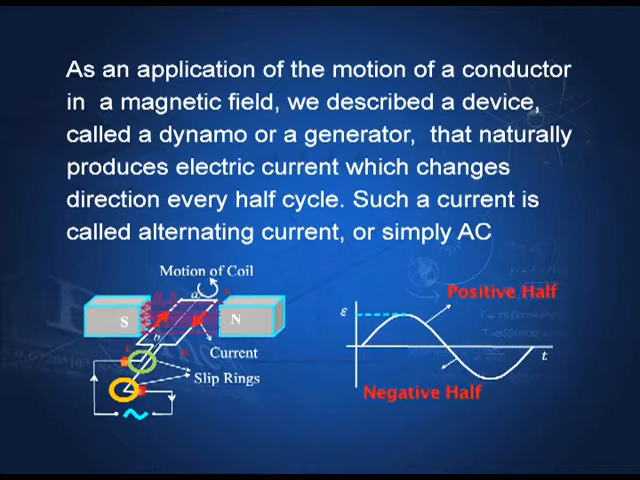 As an application of the motion of a conductor
in a magnetic field, we described a device,
called a dynamo or a generator, that naturally
produces electric current which changes
direction every half cycle. Such a current is
called alternating current, or simply AC
Motion of Coil
a
S
N
b
Current
Slip Rings
Positive Half
ε
t
Negative Half